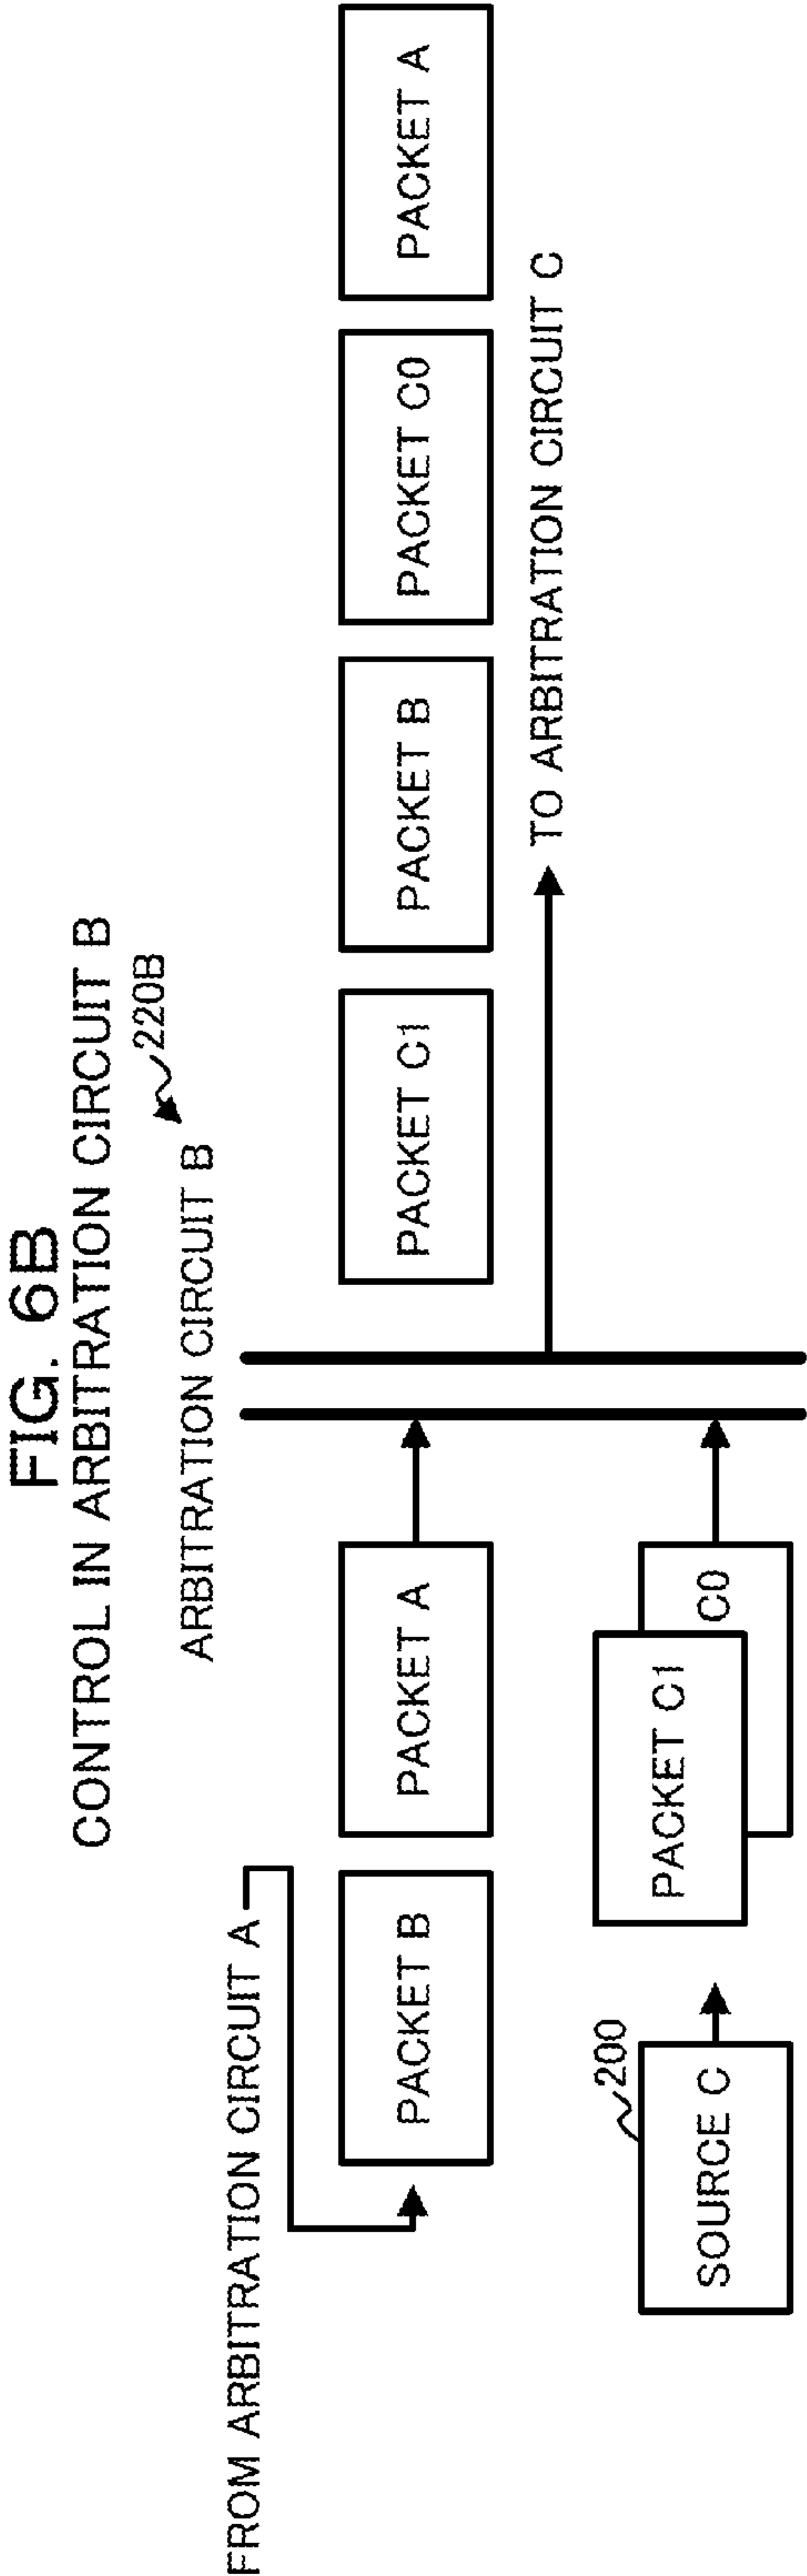 FIG. 6B
CONTROL IN ARBITRATION CIRCUIT B
ARBITRATION CIRCUIT B
220B
FROM ARBITRATION CIRCUIT A
PACKET B
PACKET A
PACKET C1
PACKET B
PACKET C0
PACKET A
TO ARBITRATION CIRCUIT C
200
SOURCE C
PACKET C1
C0